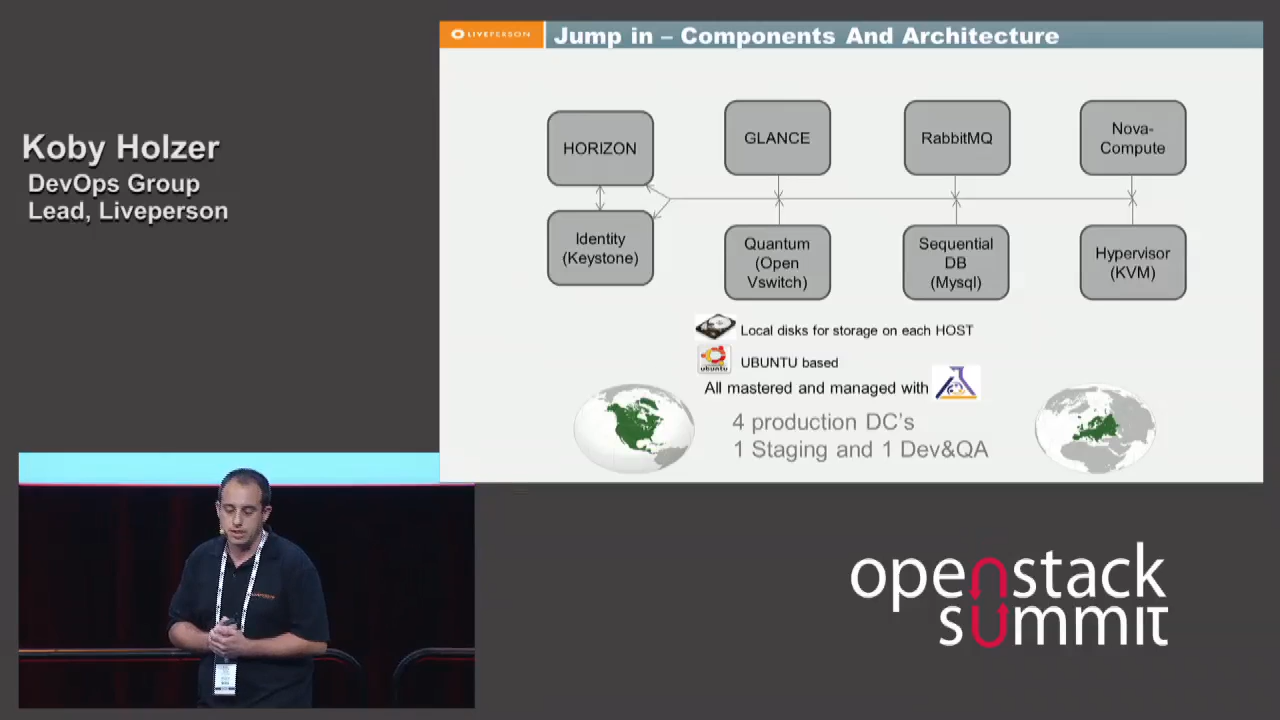 Koby Holzer
DevOps Group
Lead, Liveperson
LIVEPERSON
Jump in – Components And Architecture
HORIZON
GLANCE
RabbitMQ
Nova-
Compute
Identity
(Keystone)
Quantum
(Open
Vswitch)
Sequential
DB
(Mysql)
Hypervisor
(KVM)
Local disks for storage on each HOST
ubuntu
UBUNTU based
All mastered and managed with
4 production DC's
1 Staging and 1 Dev&QA
openstack
summit